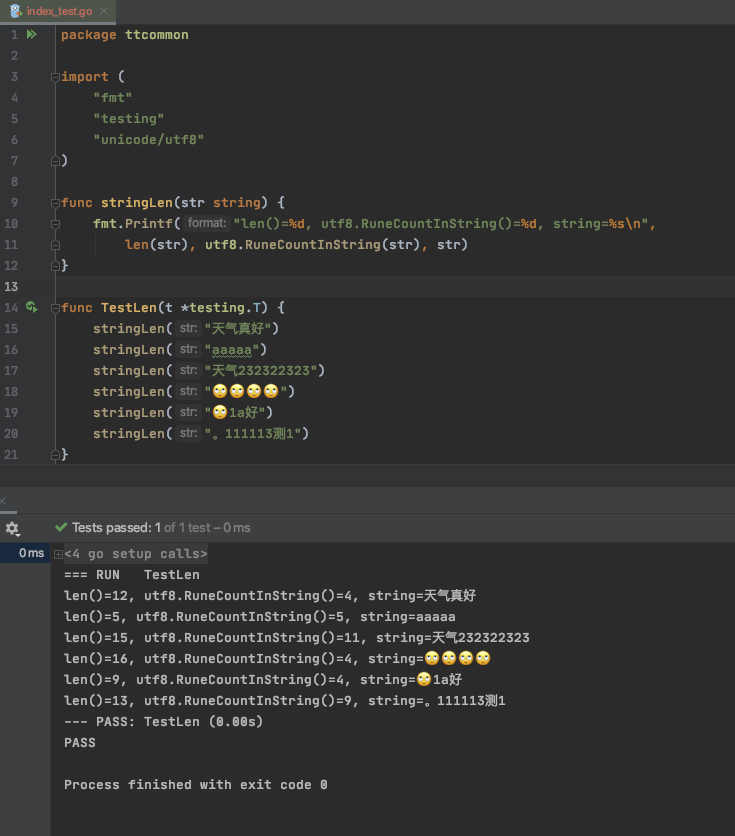 index_test.go ×
1 package ttcommon
2
3 import (
4 "fmt"
5 "testing"
6 "unicode/utf8"
7 )
8
9 func stringLen(str string) {
10 fmt.Printf( format: "len()=%d, utf8.RuneCountInString()=%d, string=%s\n",
11 len(str), utf8.RuneCountInString(str), str)
12 }
13
14 func TestLen(t *testing.T) {
15 stringLen( str: "天气真好")
16 stringLen( str: "aaaaa")
17 stringLen( str: "天气232322323")
18 stringLen( str: "🙄🙄🙄🙄")
19 stringLen( str: "🙄1a好")
20 stringLen( str: "。111113测1")
21 }
×
Tests passed: 1 of 1 test – 0 ms
0 ms <4 go setup calls>
=== RUN   TestLen
len()=12, utf8.RuneCountInString()=4, string=天气真好
len()=5, utf8.RuneCountInString()=5, string=aaaaa
len()=15, utf8.RuneCountInString()=11, string=天气232322323
len()=16, utf8.RuneCountInString()=4, string=🙄🙄🙄🙄
len()=9, utf8.RuneCountInString()=4, string=🙄1a好
len()=13, utf8.RuneCountInString()=9, string=。111113测1
--- PASS: TestLen (0.00s)
PASS
Process finished with exit code 0